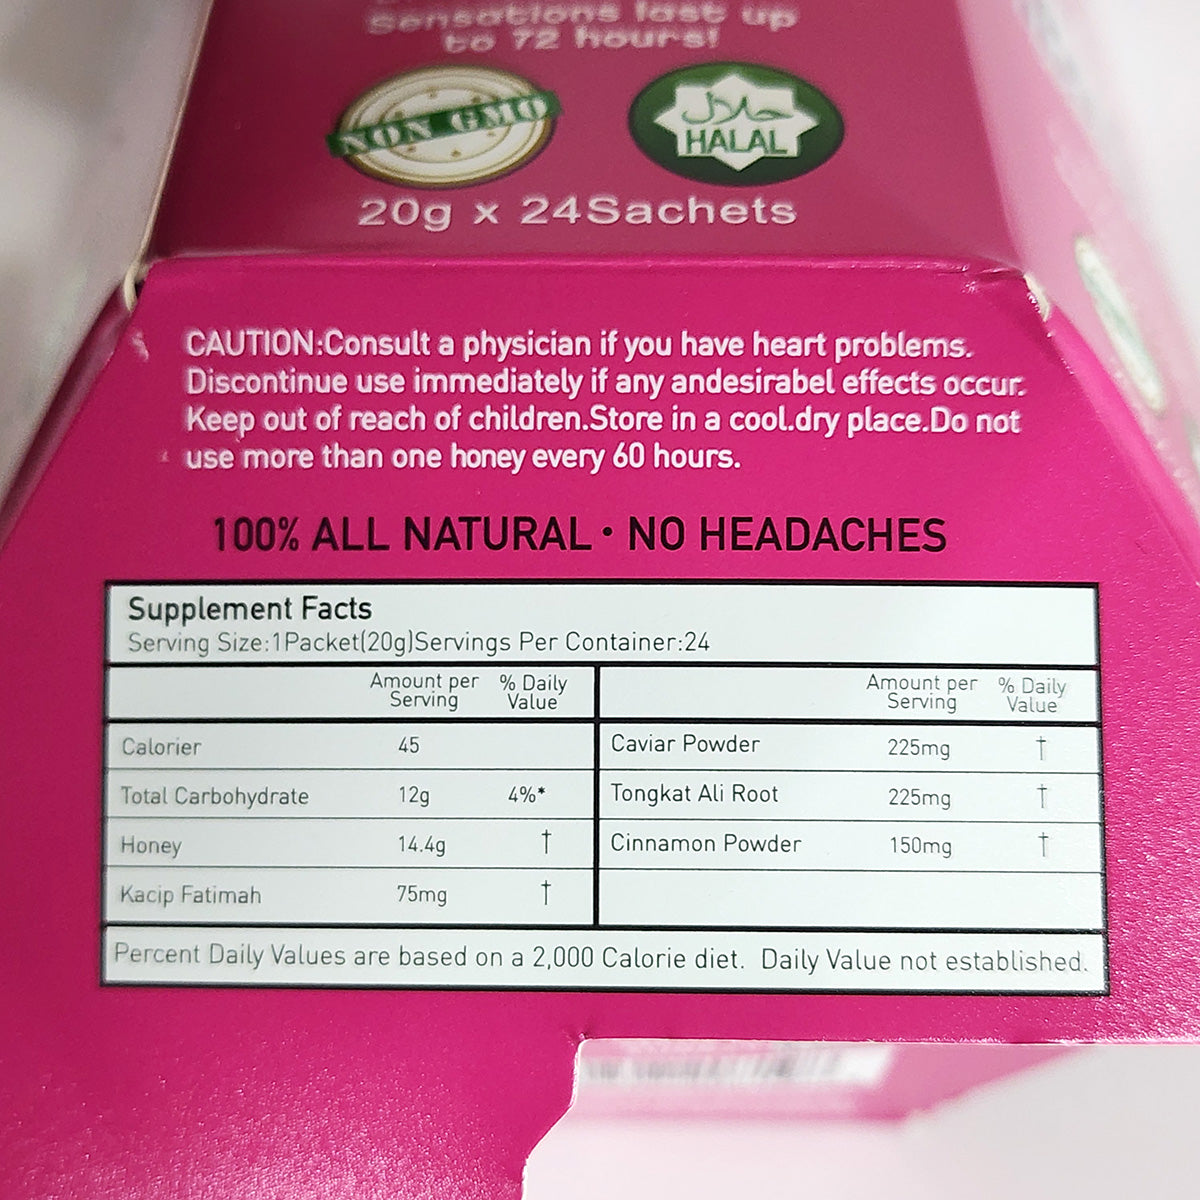 Sensations last up
to 72 hours!
NON GMO
حلال
HALAL
20g x 24Sachets
CAUTION:Consult a physician if you have heart problems.
Discontinue use immediately if any andesirabel effects occur.
Keep out of reach of children.Store in a cool.dry place.Do not
use more than one honey every 60 hours.
100% ALL NATURAL · NO HEADACHES
Supplement Facts
Serving Size:1Packet(20g)Servings Per Container:24
Amount per Serving % Daily Value
Amount per Serving % Daily Value
Calorier 45
Caviar Powder 225mg †
Total Carbohydrate 12g 4%*
Tongkat Ali Root 225mg †
Honey 14.4g †
Cinnamon Powder 150mg †
Kacip Fatimah 75mg †
Percent Daily Values are based on a 2,000 Calorie diet. Daily Value not established.